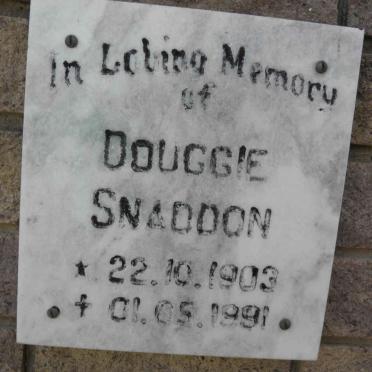 In Loving Memory
of
DOUGGIE
SNADDON
* 22.10.1903
† 01.05.1991